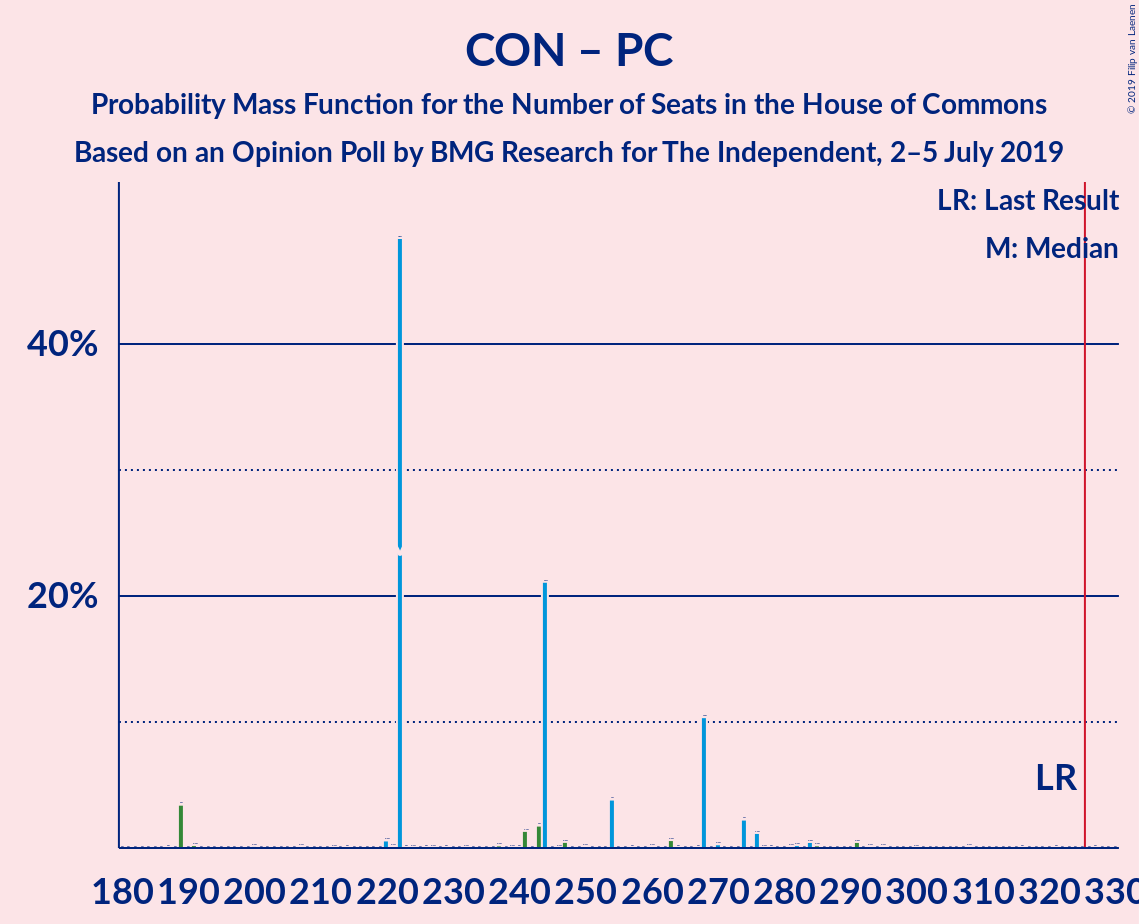 CON – PC
Probability Mass Function for the Number of Seats in the House of Commons
Based on an Opinion Poll by BMG Research for The Independent, 2–5 July 2019
© 2019 Filip van Laenen
LR: Last Result
M: Median
40%
20%
LR
180 190 200 210 220 230 240 250 260 270 280 290 300 310 320 330